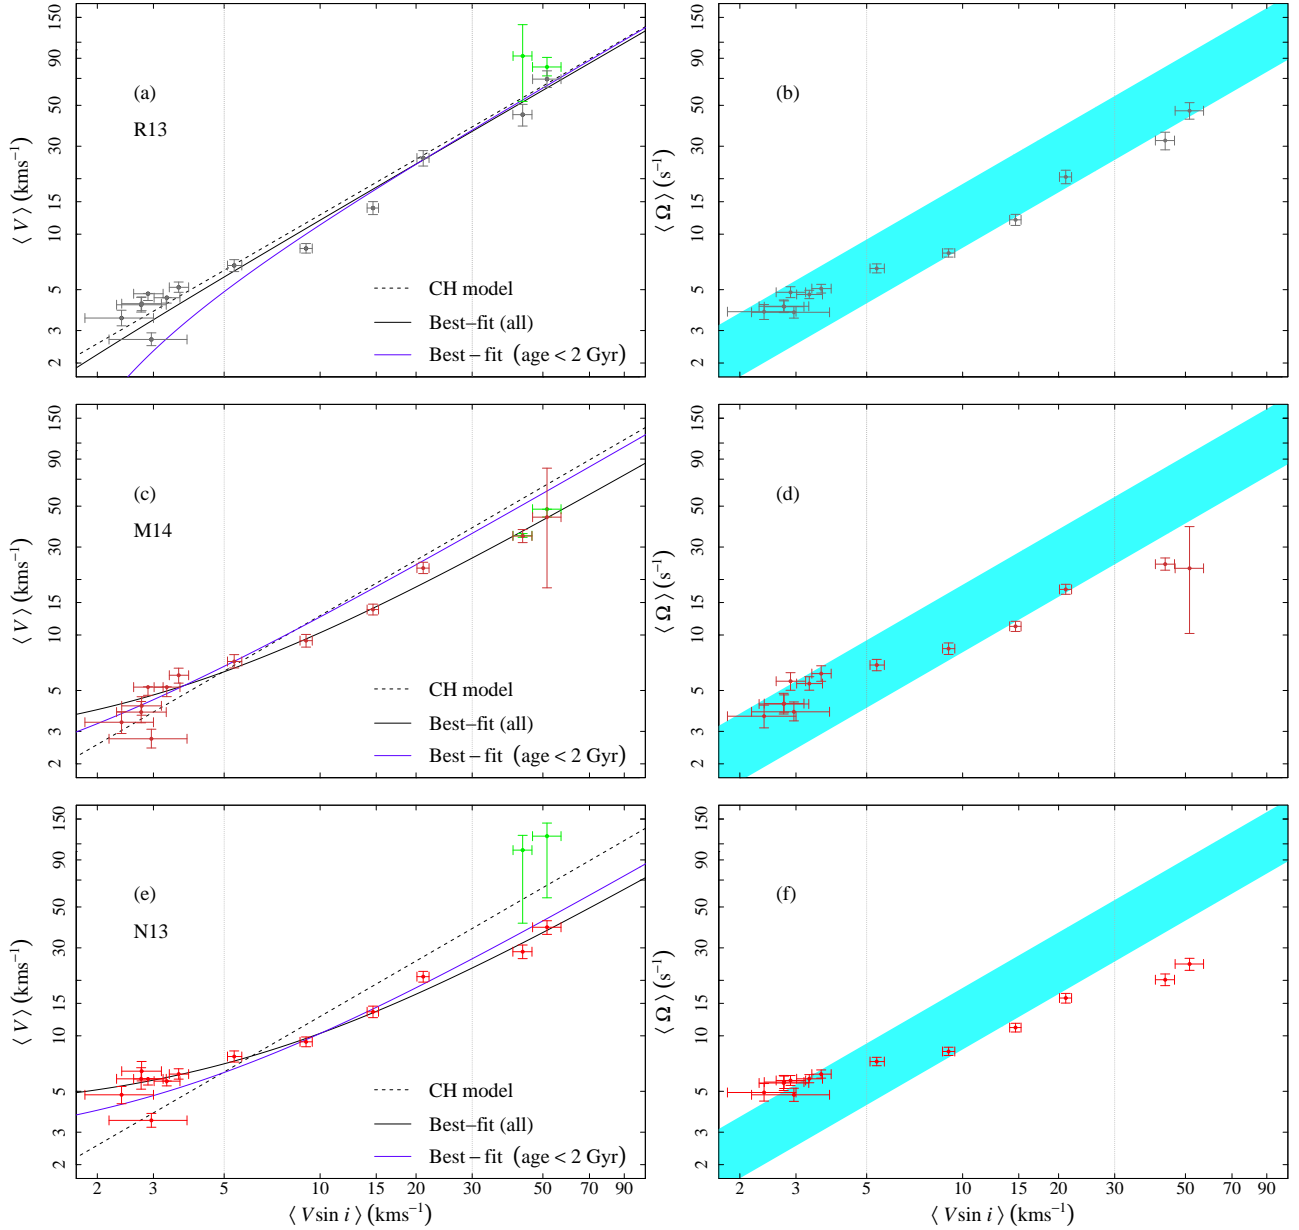 150
90
50
30
15
10
5
3
2
⟨ V ⟩ (kms⁻¹)
(a)
R13
CH model
Best−fit (all)
Best − fit (age < 2 Gyr)
150
90
50
30
15
10
5
3
2
⟨ Ω ⟩ (s⁻¹)
(b)
150
90
50
30
15
10
5
3
2
⟨ V ⟩ (kms⁻¹)
(c)
M14
CH model
Best−fit (all)
Best − fit (age < 2 Gyr)
150
90
50
30
15
10
5
3
2
⟨ Ω ⟩ (s⁻¹)
(d)
150
90
50
30
15
10
5
3
2
⟨ V ⟩ (kms⁻¹)
(e)
N13
CH model
Best−fit (all)
Best − fit (age < 2 Gyr)
2 3 5 10 15 20 30 50 70 90
⟨ Vsin i ⟩ (kms⁻¹)
150
90
50
30
15
10
5
3
2
⟨ Ω ⟩ (s⁻¹)
(f)
2 3 5 10 15 20 30 50 70 90
⟨ Vsin i ⟩ (kms⁻¹)